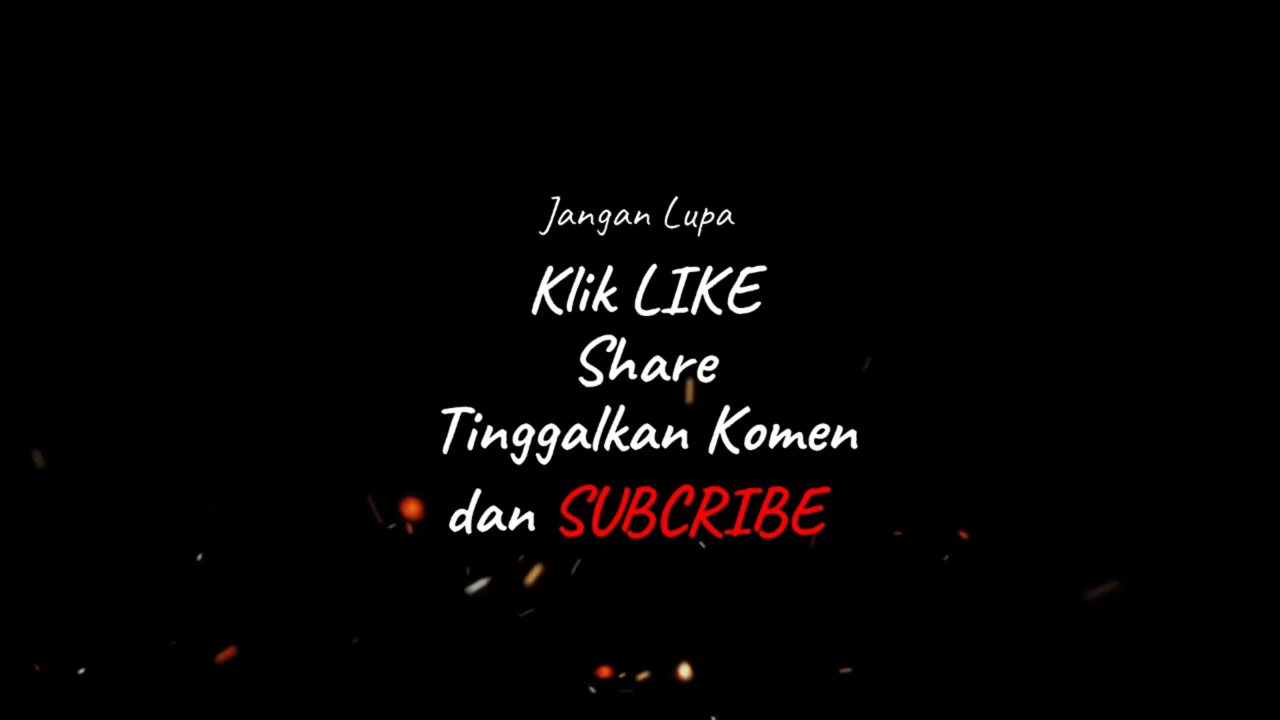 Jangan Lupa
Klik LIKE
Share
Tinggalkan Komen
dan SUBCRIBE